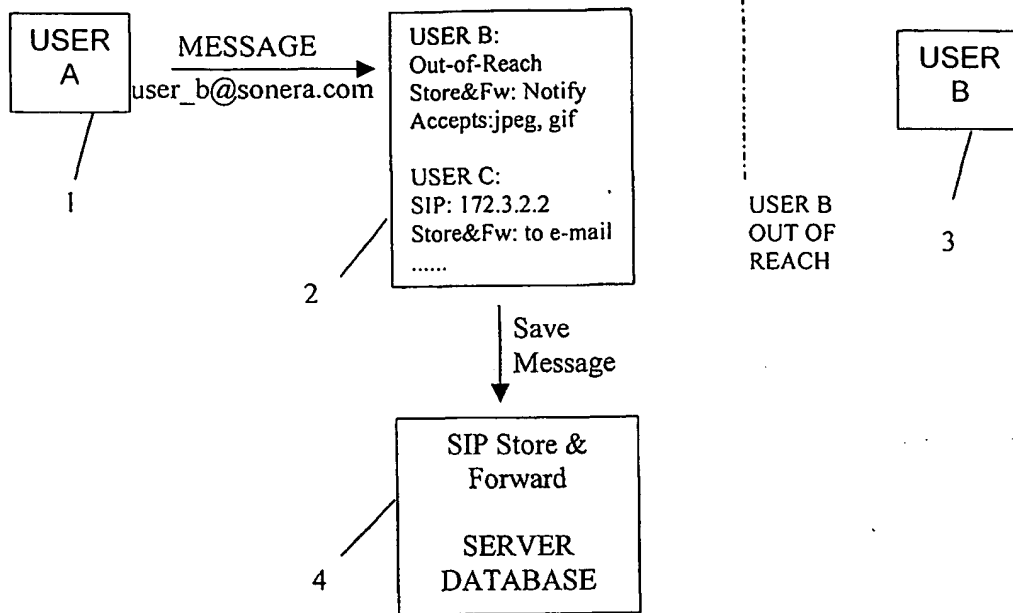 USER
A
MESSAGE
user_b@sonera.com
1
USER B:
Out-of-Reach
Store&Fw: Notify
Accepts:jpeg, gif
USER C:
SIP: 172.3.2.2
Store&Fw: to e-mail
......
2
USER B
OUT OF
REACH
USER
B
3
Save
Message
SIP Store &
Forward
SERVER
DATABASE
4